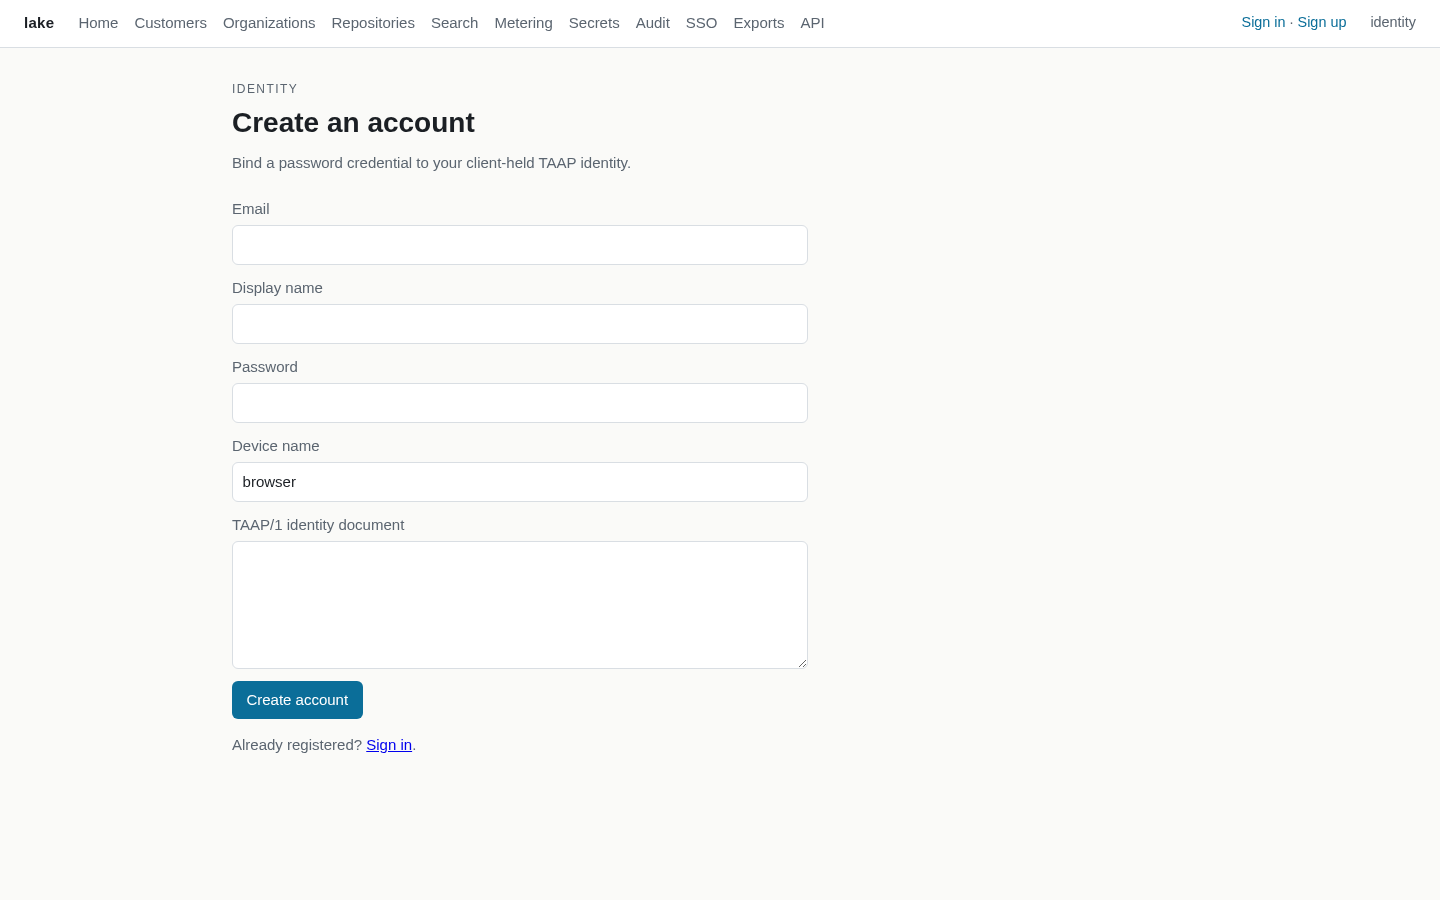 lake Home Customers Organizations Repositories Search Metering Secrets Audit SSO Exports API Sign in · Sign up identity
IDENTITY
Create an account
Bind a password credential to your client-held TAAP identity.
Email
Display name
Password
Device name
browser
TAAP/1 identity document
Create account
Already registered? Sign in.